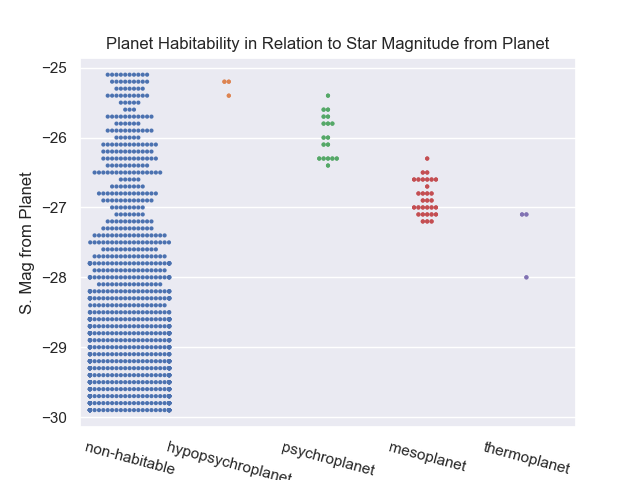 Planet Habitability in Relation to Star Magnitude from Planet
S. Mag from Planet
−25
−26
−27
−28
−29
−30
non-habitable
hypopsychroplanet
psychroplanet
mesoplanet
thermoplanet